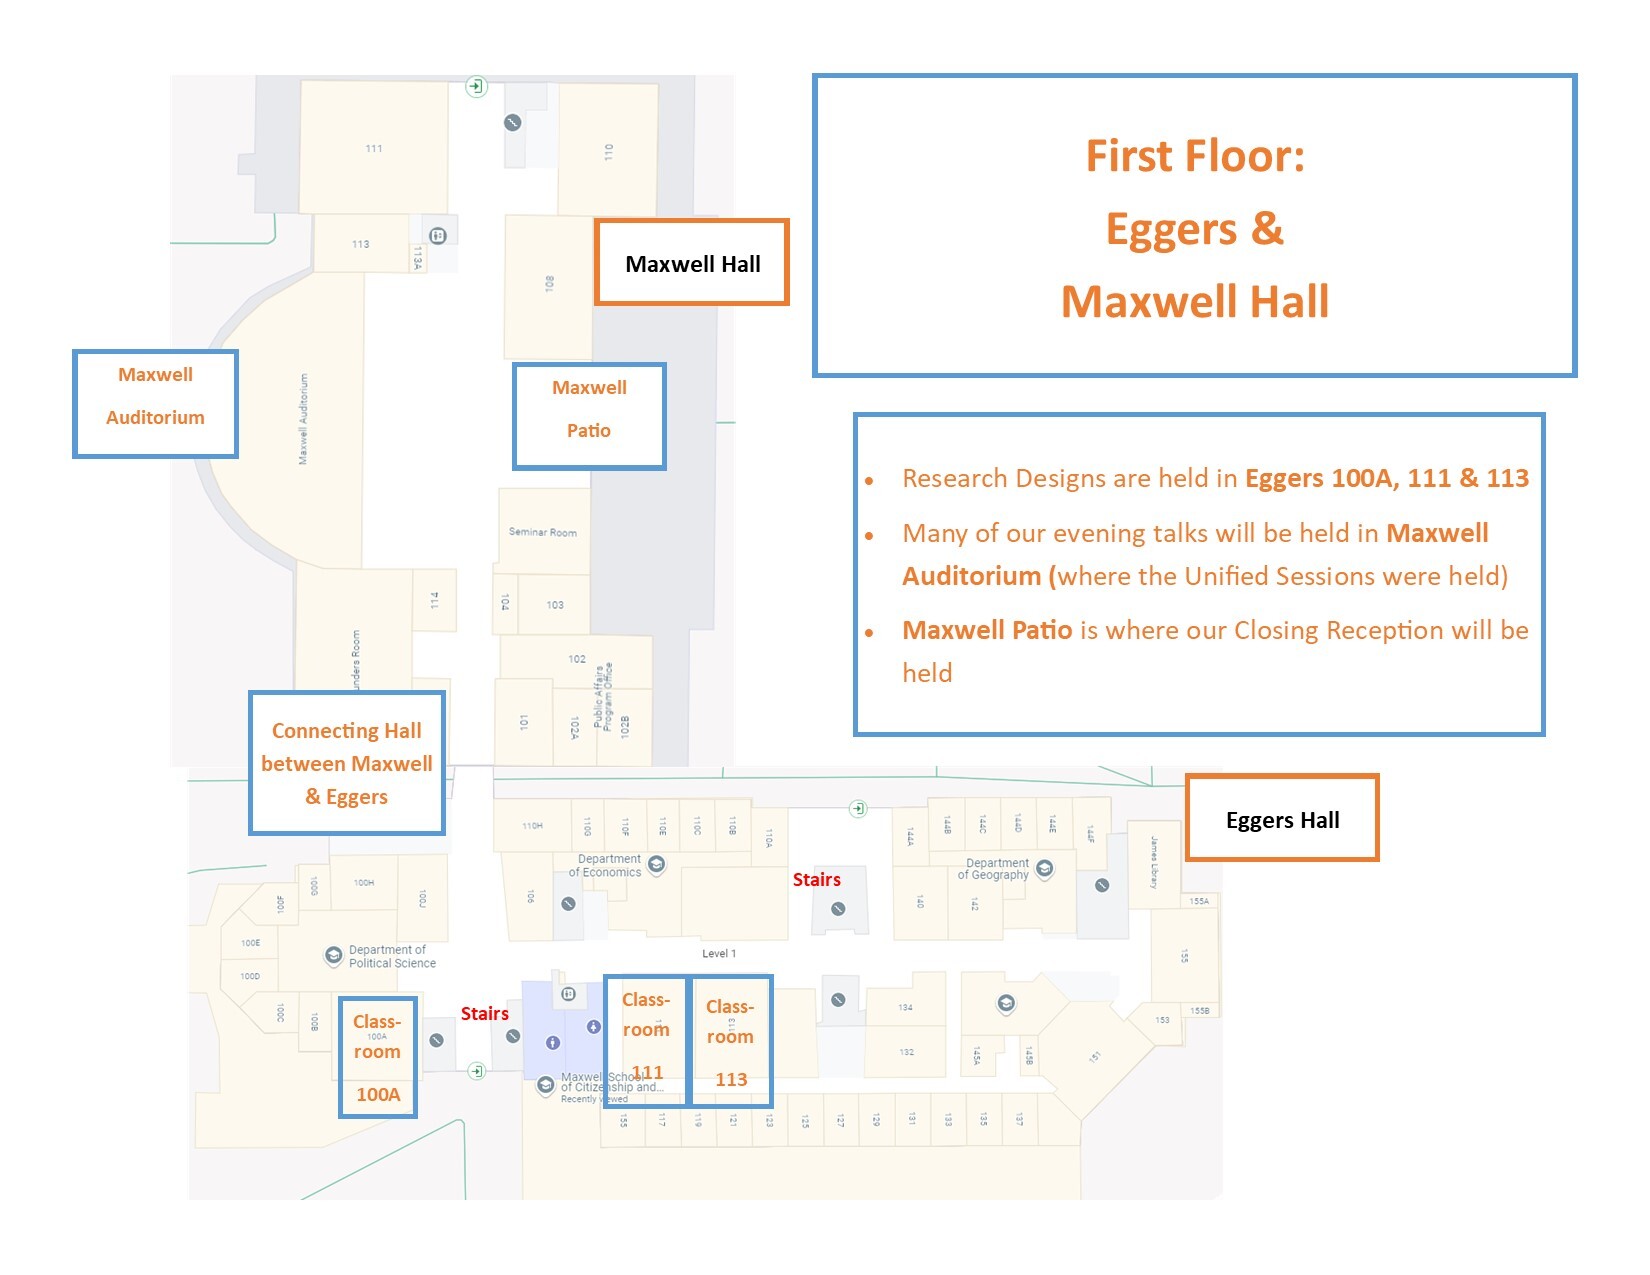 First Floor:
Eggers &
Maxwell Hall
• Research Designs are held in Eggers 100A, 111 & 113
• Many of our evening talks will be held in Maxwell
Auditorium (where the Unified Sessions were held)
• Maxwell Patio is where our Closing Reception will be
held
111
110
113
113A
108
Maxwell Hall
Maxwell
Auditorium
Maxwell Auditorium
Maxwell
Patio
Seminar Room
114
104
103
unders Room
102
Public Affairs
Program Office
101
102A
102B
Connecting Hall
between Maxwell
& Eggers
Eggers Hall
110H
110G
110F
110E
110C
110B
110A
144A
144B
144C
144D
144E
144F
James Library
Department
of Economics
Department
of Geography
Stairs
106
140
142
155A
155
155B
153
151
100G
100H
100J
100F
100E
100D
100C
100B
Department of
Political Science
Level 1
100A
Class-
room
100A
Stairs
Class-
room
111
113
Class-
room
113
134
132
145A
145B
Maxwell School
of Citizenship and...
Recently viewed
155
117
119
121
123
125
127
129
131
133
135
137